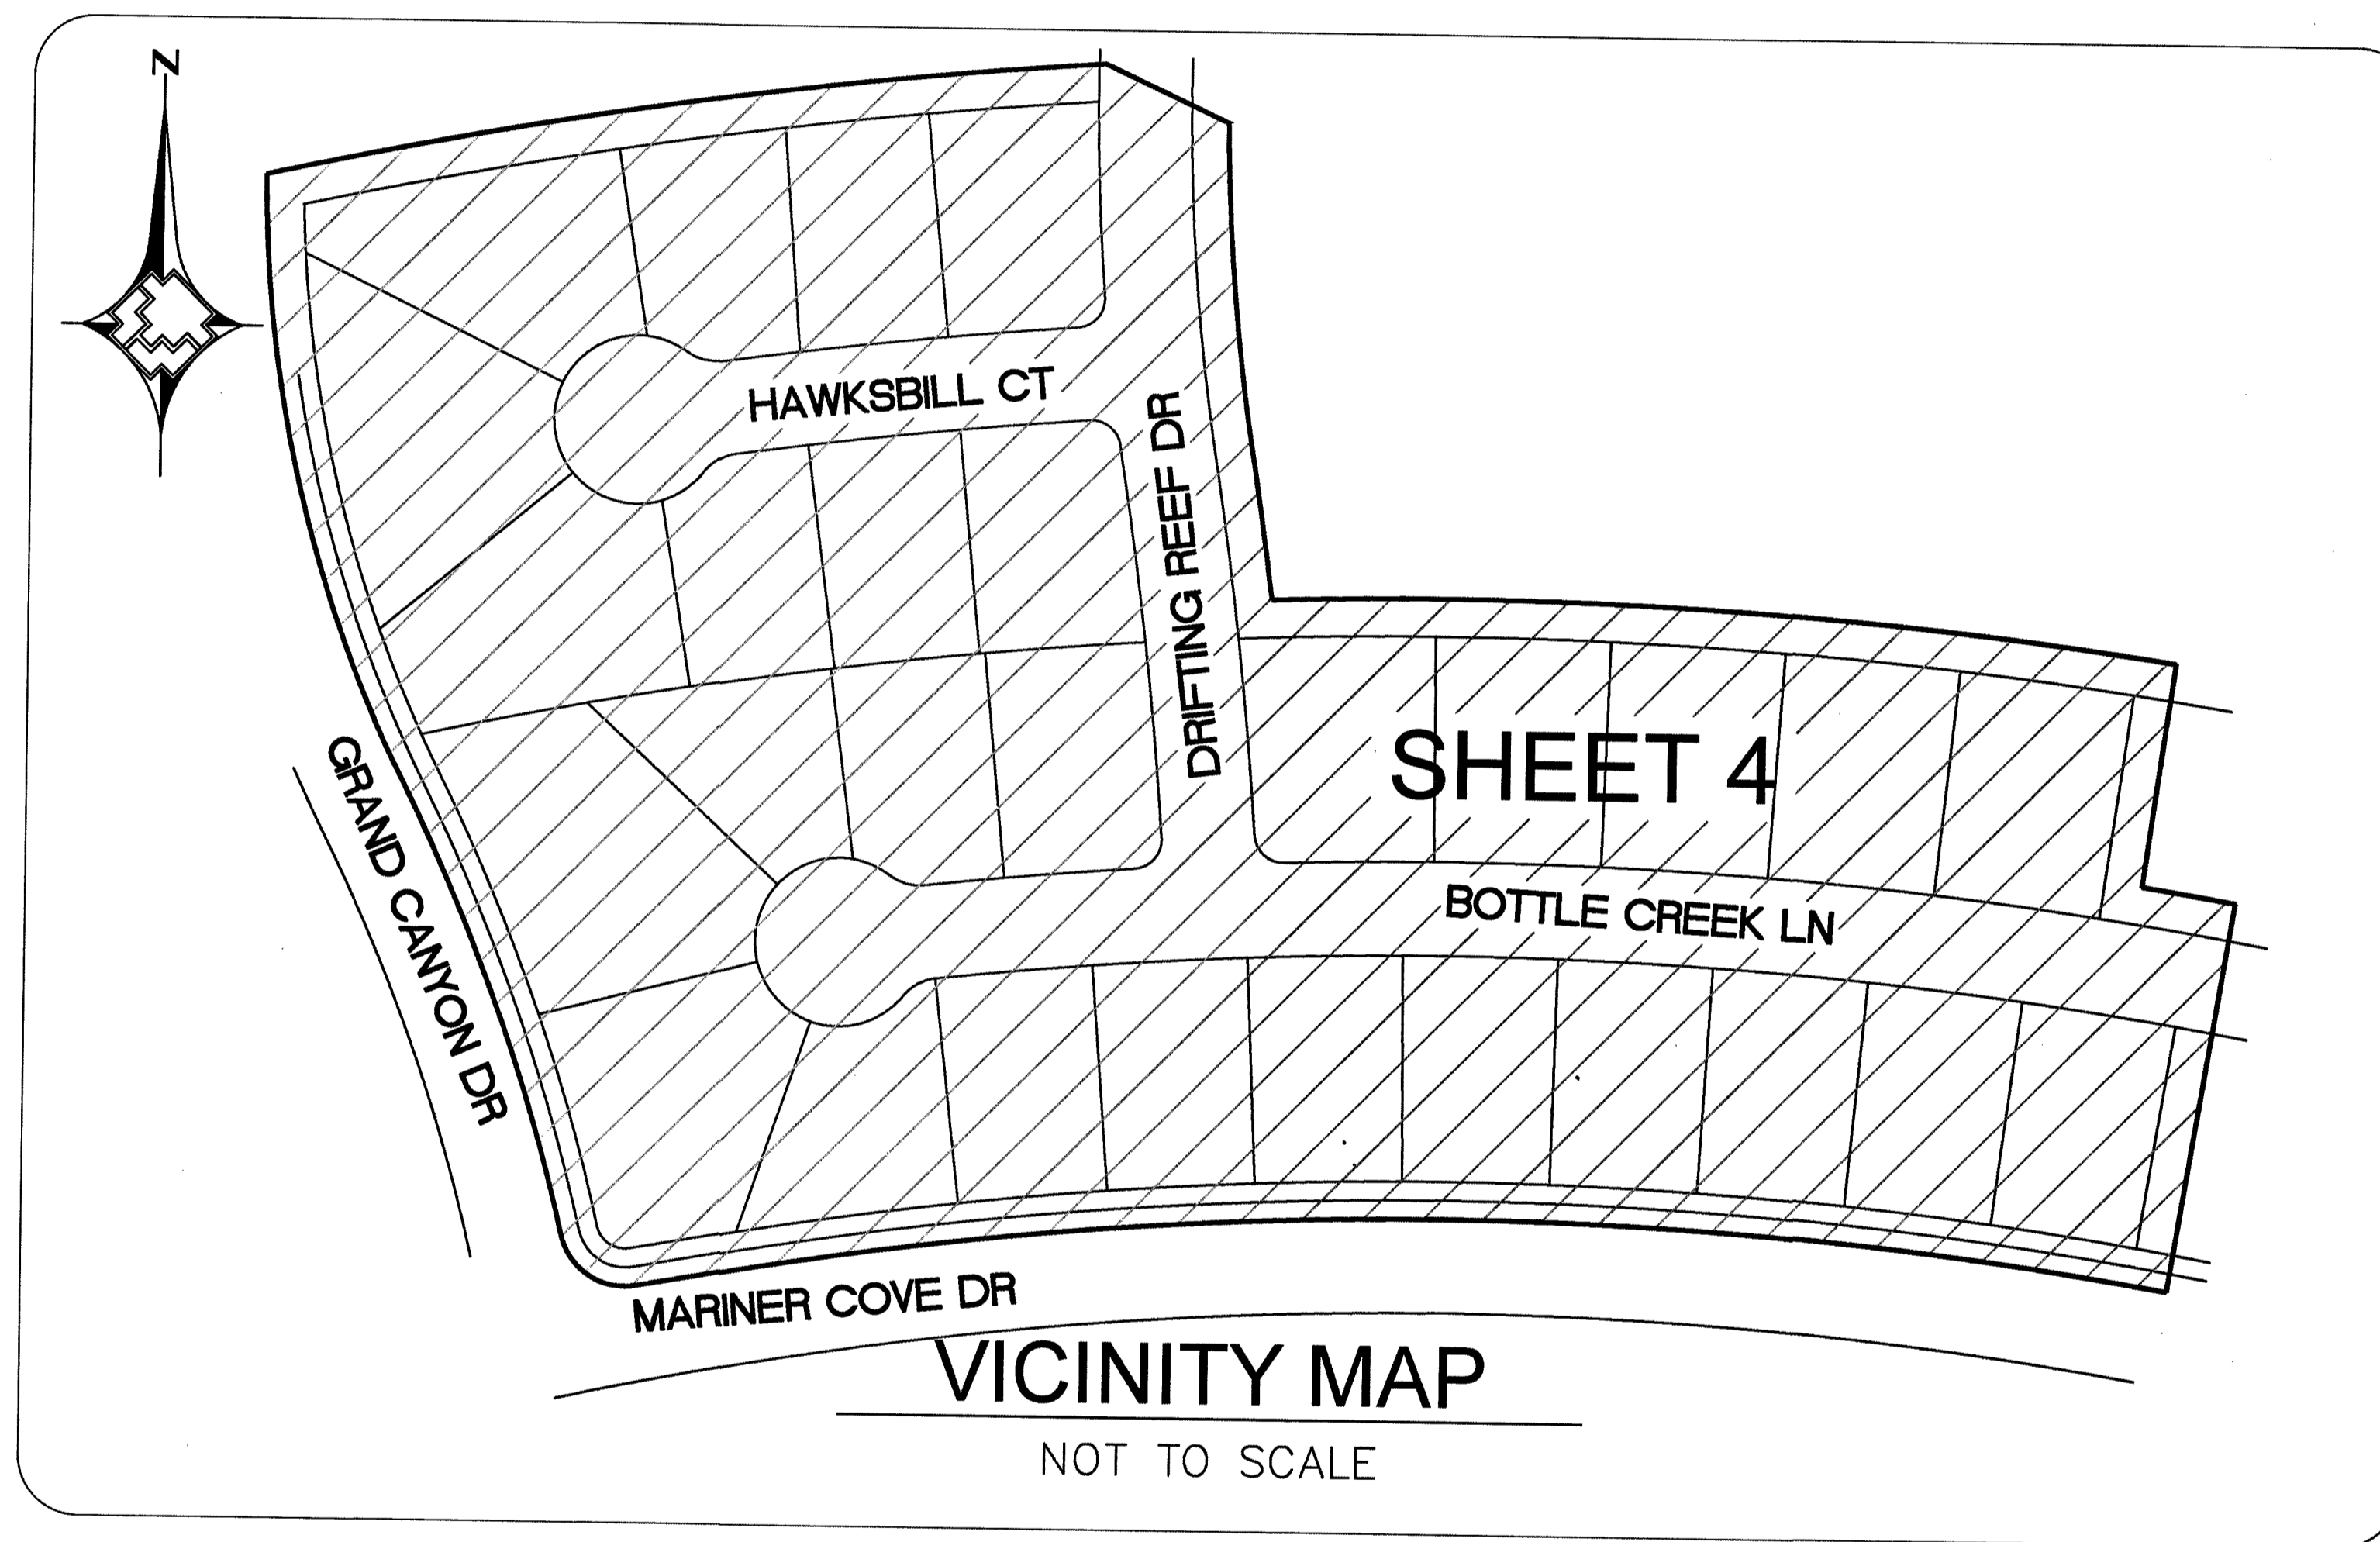 N
HAWKSBILL CT
DRIFTING REEF DR
SHEET 4
BOTTLE CREEK LN
GRAND CANYON DR
MARINER COVE DR
VICINITY MAP
NOT TO SCALE